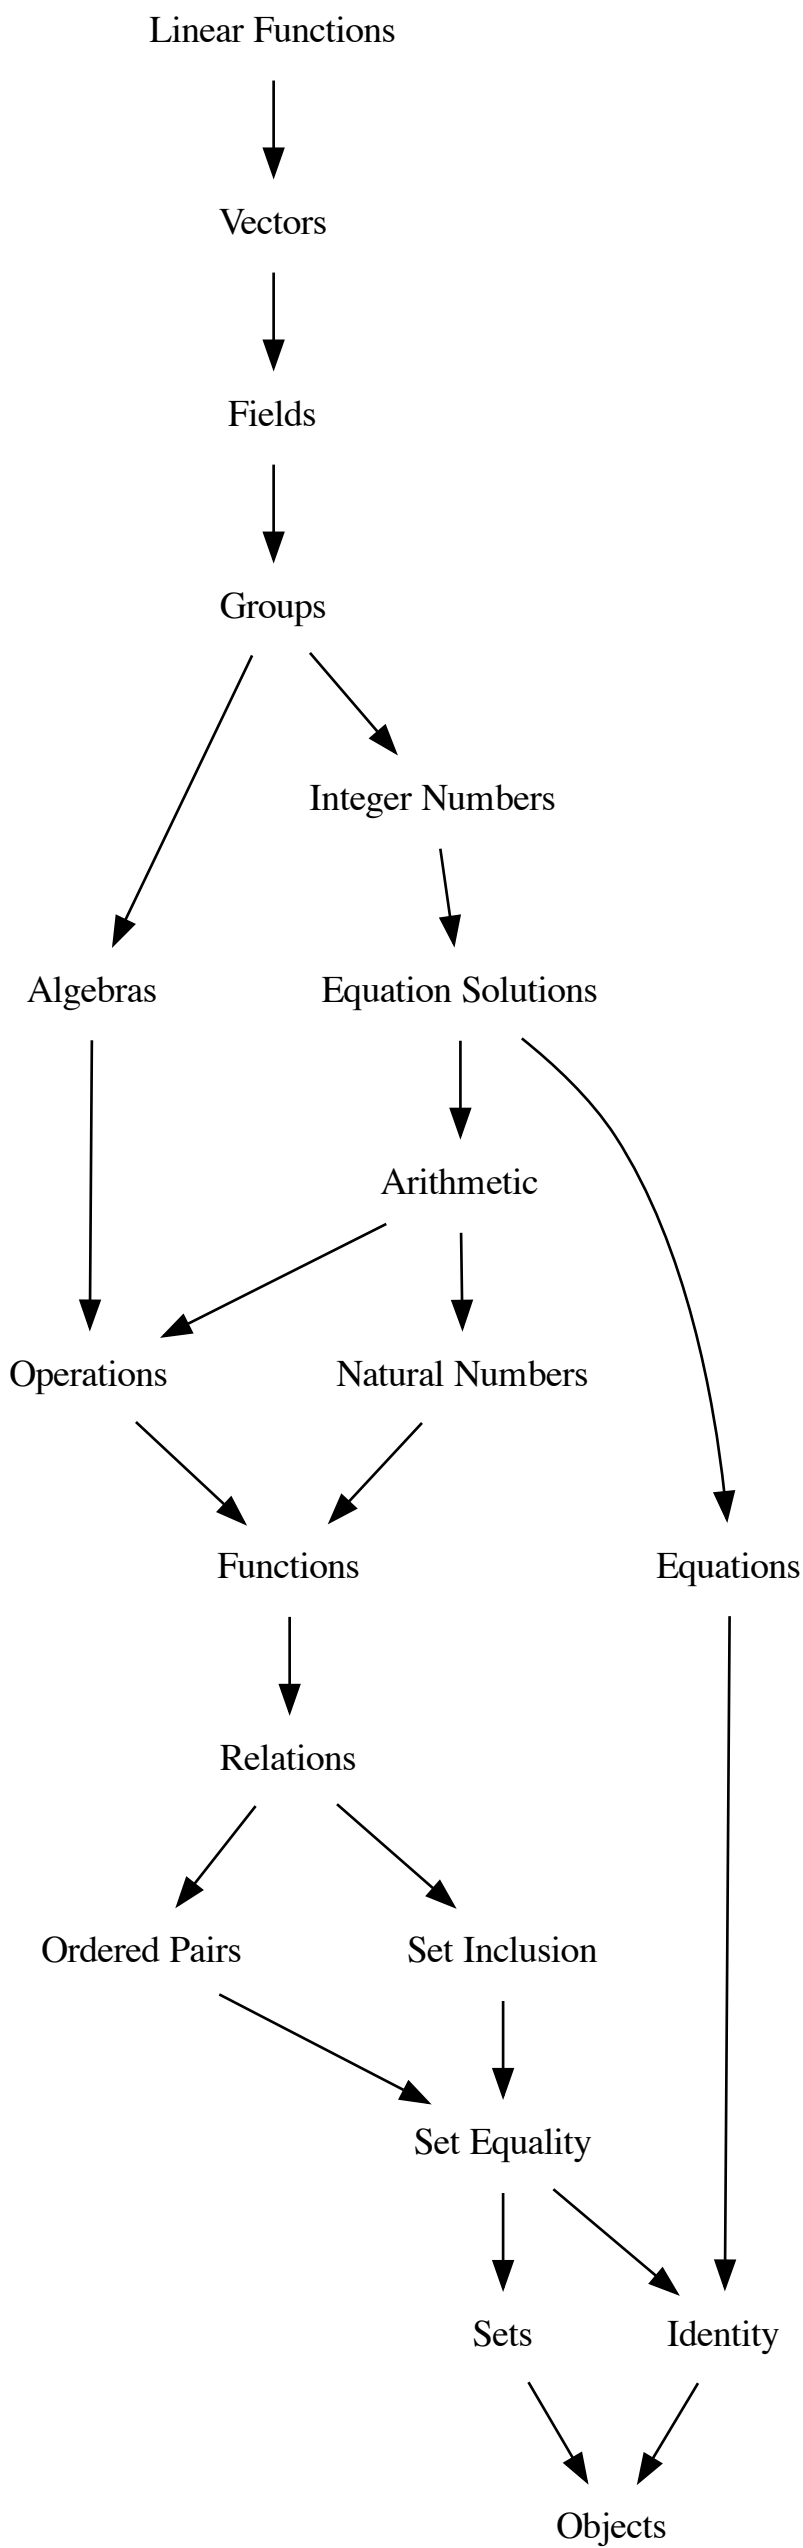 Linear Functions
Vectors
Fields
Groups
Integer Numbers
Algebras
Equation Solutions
Arithmetic
Operations
Natural Numbers
Functions
Equations
Relations
Ordered Pairs
Set Inclusion
Set Equality
Sets
Identity
Objects